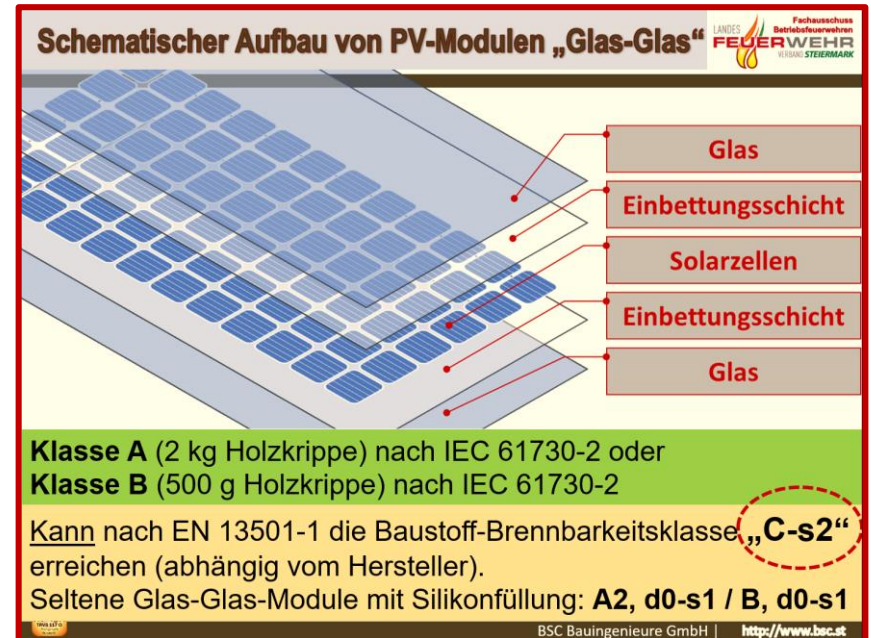 Schematischer Aufbau von PV-Modulen „Glas-Glas“
Fachausschuss
Betriebsfeuerwehren
LANDES
FEUERWEHR
VERBAND STEIERMARK
Glas
Einbettungsschicht
Solarzellen
Einbettungsschicht
Glas
Klasse A (2 kg Holzkrippe) nach IEC 61730-2 oder
Klasse B (500 g Holzkrippe) nach IEC 61730-2
Kann nach EN 13501-1 die Baustoff-Brennbarkeitsklasse „C-s2“
erreichen (abhängig vom Hersteller).
Seltene Glas-Glas-Module mit Silikonfüllung: A2, d0-s1 / B, d0-s1
BSC Bauingenieure GmbH | http://www.bsc.st